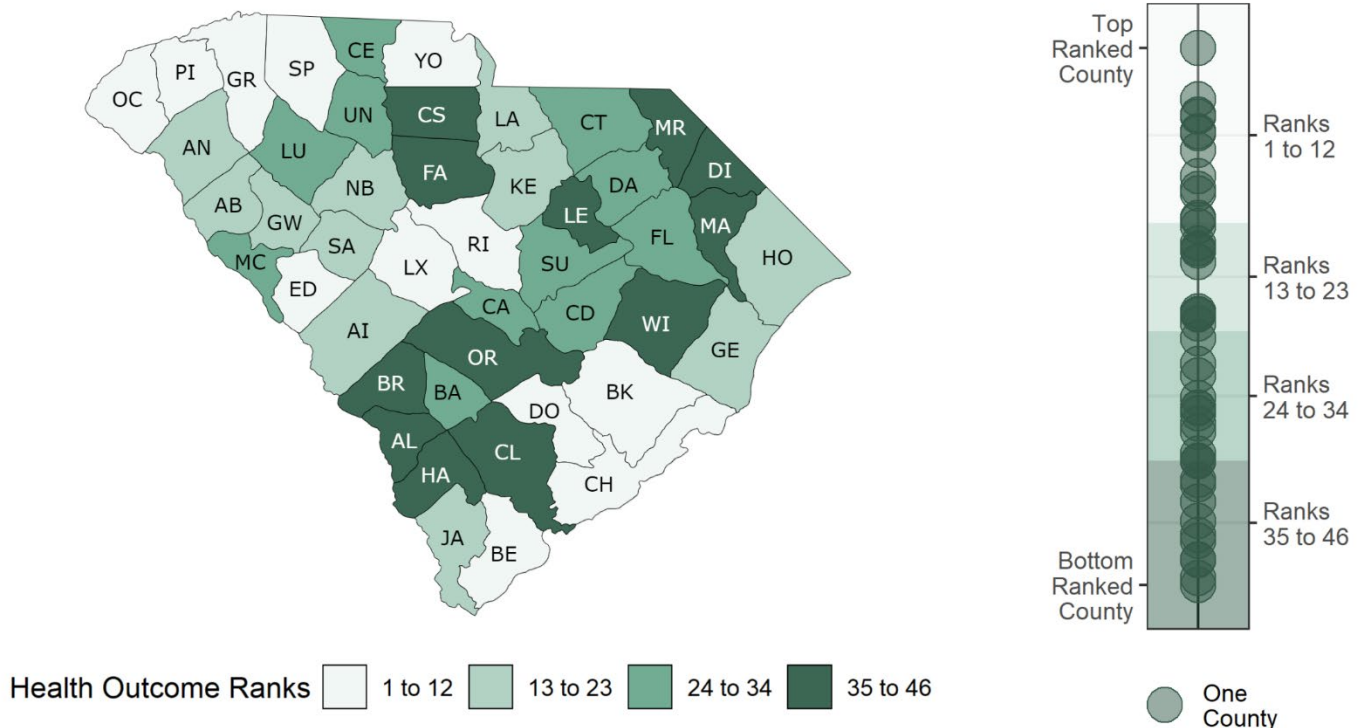 CE
YO
PI
SP
GR
OC
CS
LA
UN
CT
MR
AN
LU
FA
NB
KE
DA
DI
AB
GW
LE
MA
SA
RI
FL
HO
MC
LX
SU
ED
CA
CD
AI
WI
GE
OR
BR
BA
BK
DO
AL
CL
HA
CH
JA
BE
Health Outcome Ranks
1 to 12
13 to 23
24 to 34
35 to 46
Top
Ranked
County
Ranks
1 to 12
Ranks
13 to 23
Ranks
24 to 34
Ranks
35 to 46
Bottom
Ranked
County
One
County